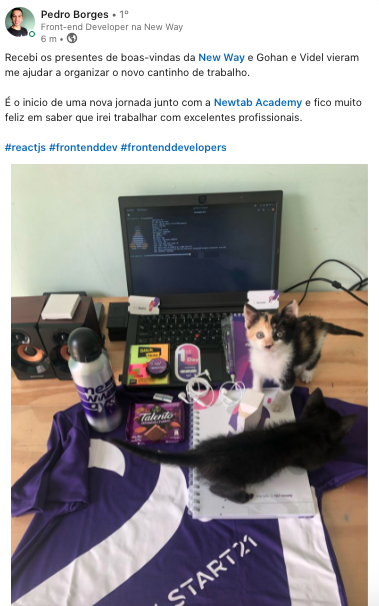 Pedro Borges • 1º
Front-end Developer na New Way
6 m •
Recebi os presentes de boas-vindas da New Way e Gohan e Videl vieram
me ajudar a organizar o novo cantinho de trabalho.
É o inicio de uma nova jornada junto com a Newtab Academy e fico muito
feliz em saber que irei trabalhar com excelentes profissionais.
#reactjs #frontenddev #frontenddevelopers
Talento
START21